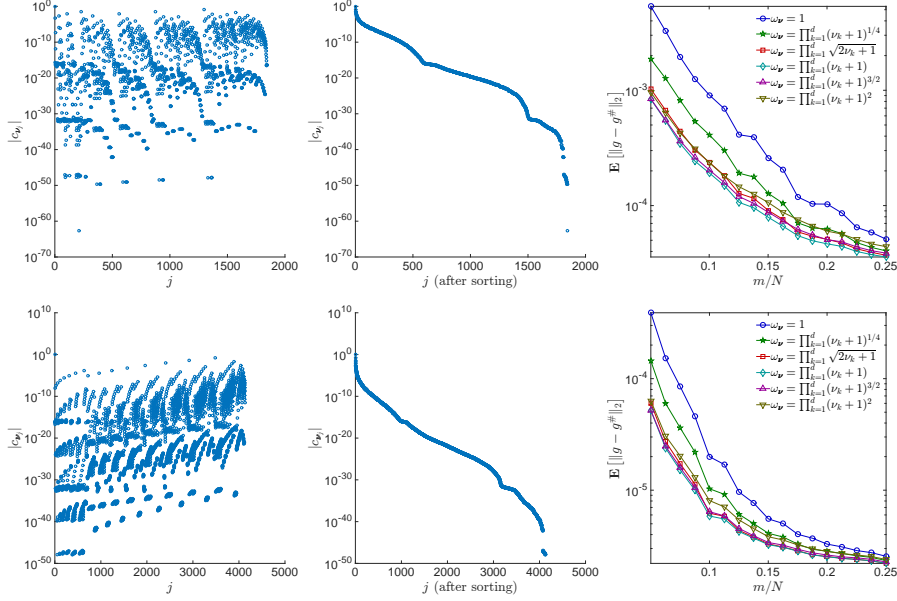 10^0
10^-10
10^-20
10^-30
10^-40
10^-50
10^-60
10^-70
|c_{𝝂_j}|
0 500 1000 1500 2000
j
10^0
10^-10
10^-20
10^-30
10^-40
10^-50
10^-60
10^-70
|c_{𝝂_j}|
0 500 1000 1500 2000
j (after sorting)
10^-3
10^-4
E [‖g − g^#‖_2]
ω_𝝂 = 1
ω_𝝂 = ∏_{k=1}^d (ν_k + 1)^{1/4}
ω_𝝂 = ∏_{k=1}^d √(2ν_k + 1)
ω_𝝂 = ∏_{k=1}^d (ν_k + 1)
ω_𝝂 = ∏_{k=1}^d (ν_k + 1)^{3/2}
ω_𝝂 = ∏_{k=1}^d (ν_k + 1)^2
0.1 0.15 0.2 0.25
m/N
10^10
10^0
10^-10
10^-20
10^-30
10^-40
10^-50
|c_{𝝂_j}|
0 1000 2000 3000 4000 5000
j
10^10
10^0
10^-10
10^-20
10^-30
10^-40
10^-50
|c_{𝝂_j}|
0 1000 2000 3000 4000 5000
j (after sorting)
10^-4
10^-5
E [‖g − g^#‖_2]
ω_𝝂 = 1
ω_𝝂 = ∏_{k=1}^d (ν_k + 1)^{1/4}
ω_𝝂 = ∏_{k=1}^d √(2ν_k + 1)
ω_𝝂 = ∏_{k=1}^d (ν_k + 1)
ω_𝝂 = ∏_{k=1}^d (ν_k + 1)^{3/2}
ω_𝝂 = ∏_{k=1}^d (ν_k + 1)^2
0.1 0.15 0.2 0.25
m/N